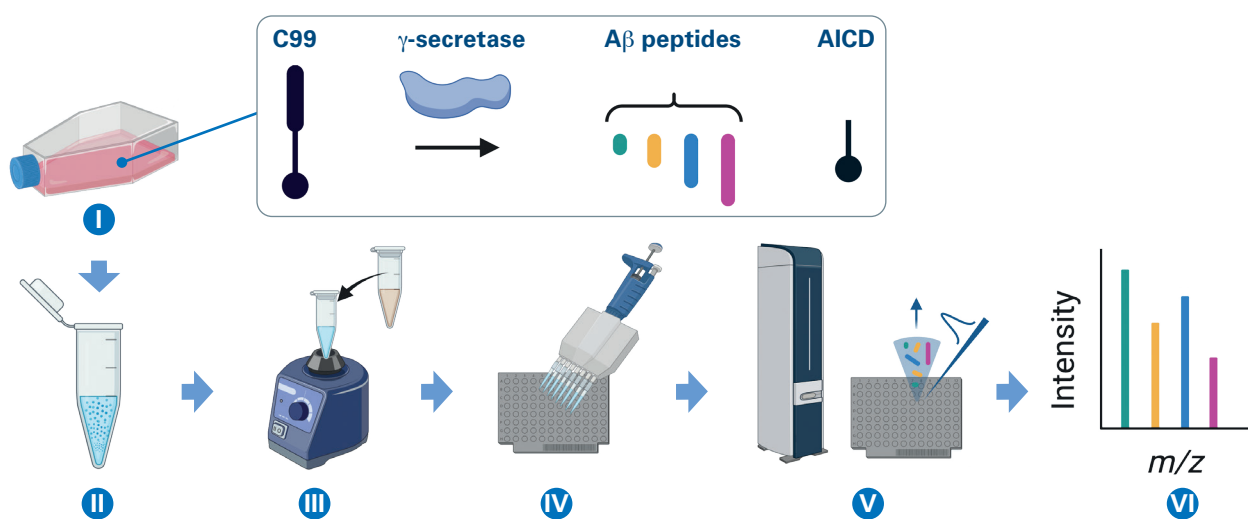 C99
γ-secretase
Aβ peptides
AICD
I
II
III
IV
V
Intensity
m/z
VI